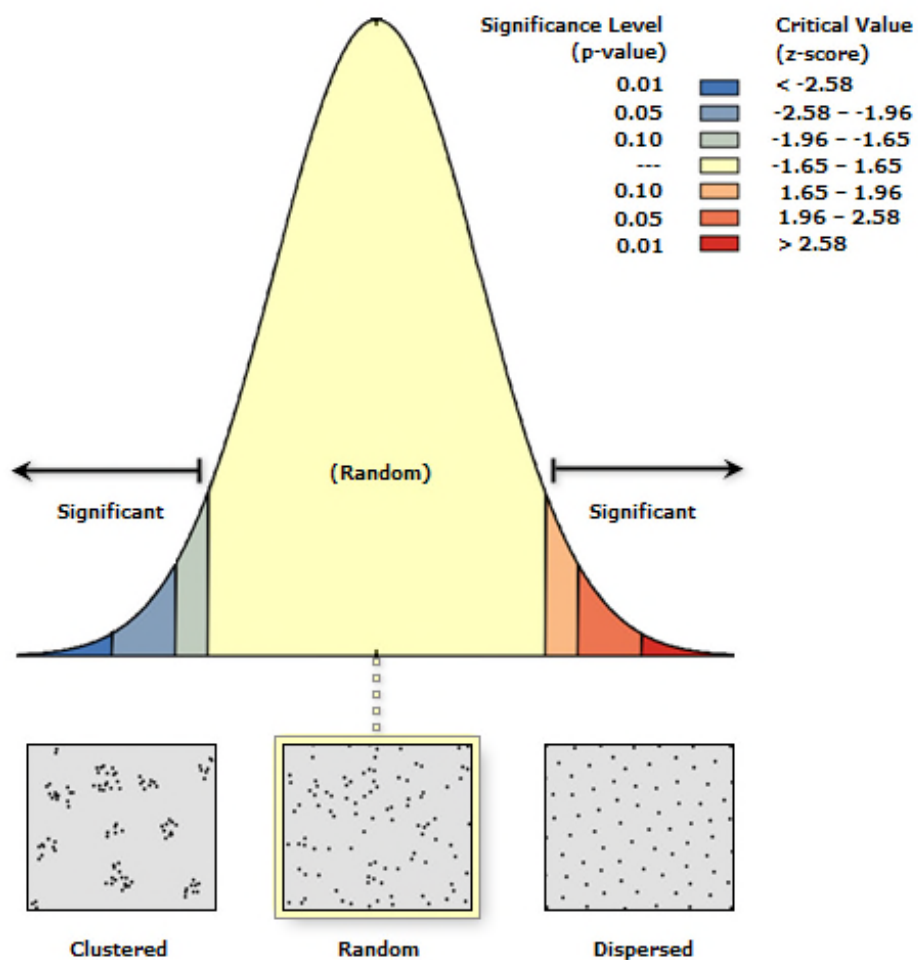 Significance Level Critical Value
(p-value) (z-score)
0.01 < -2.58
0.05 -2.58 – -1.96
0.10 -1.96 – -1.65
--- -1.65 – 1.65
0.10 1.65 – 1.96
0.05 1.96 – 2.58
0.01 > 2.58
(Random)
Significant Significant
Clustered Random Dispersed